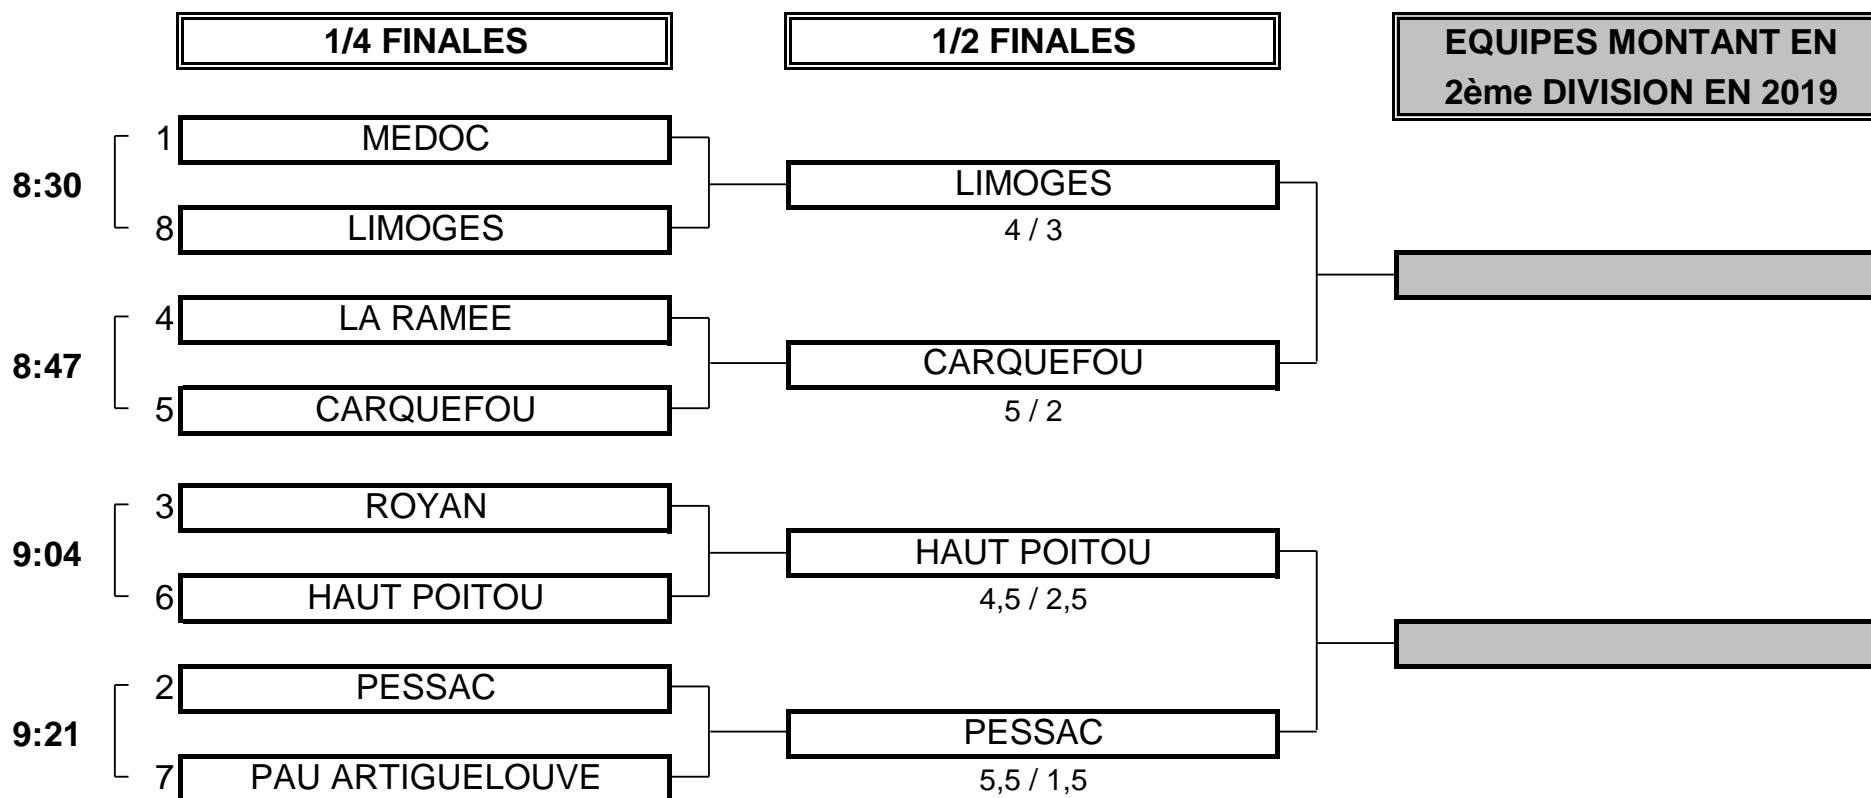 1/4 FINALES
1/2 FINALES
EQUIPES MONTANT EN
2ème DIVISION EN 2019
1 MEDOC
8:30
LIMOGES
8 LIMOGES
4 / 3
4 LA RAMEE
8:47
CARQUEFOU
5 CARQUEFOU
5 / 2
3 ROYAN
9:04
HAUT POITOU
6 HAUT POITOU
4,5 / 2,5
2 PESSAC
9:21
PESSAC
7 PAU ARTIGUELOUVE
5,5 / 1,5